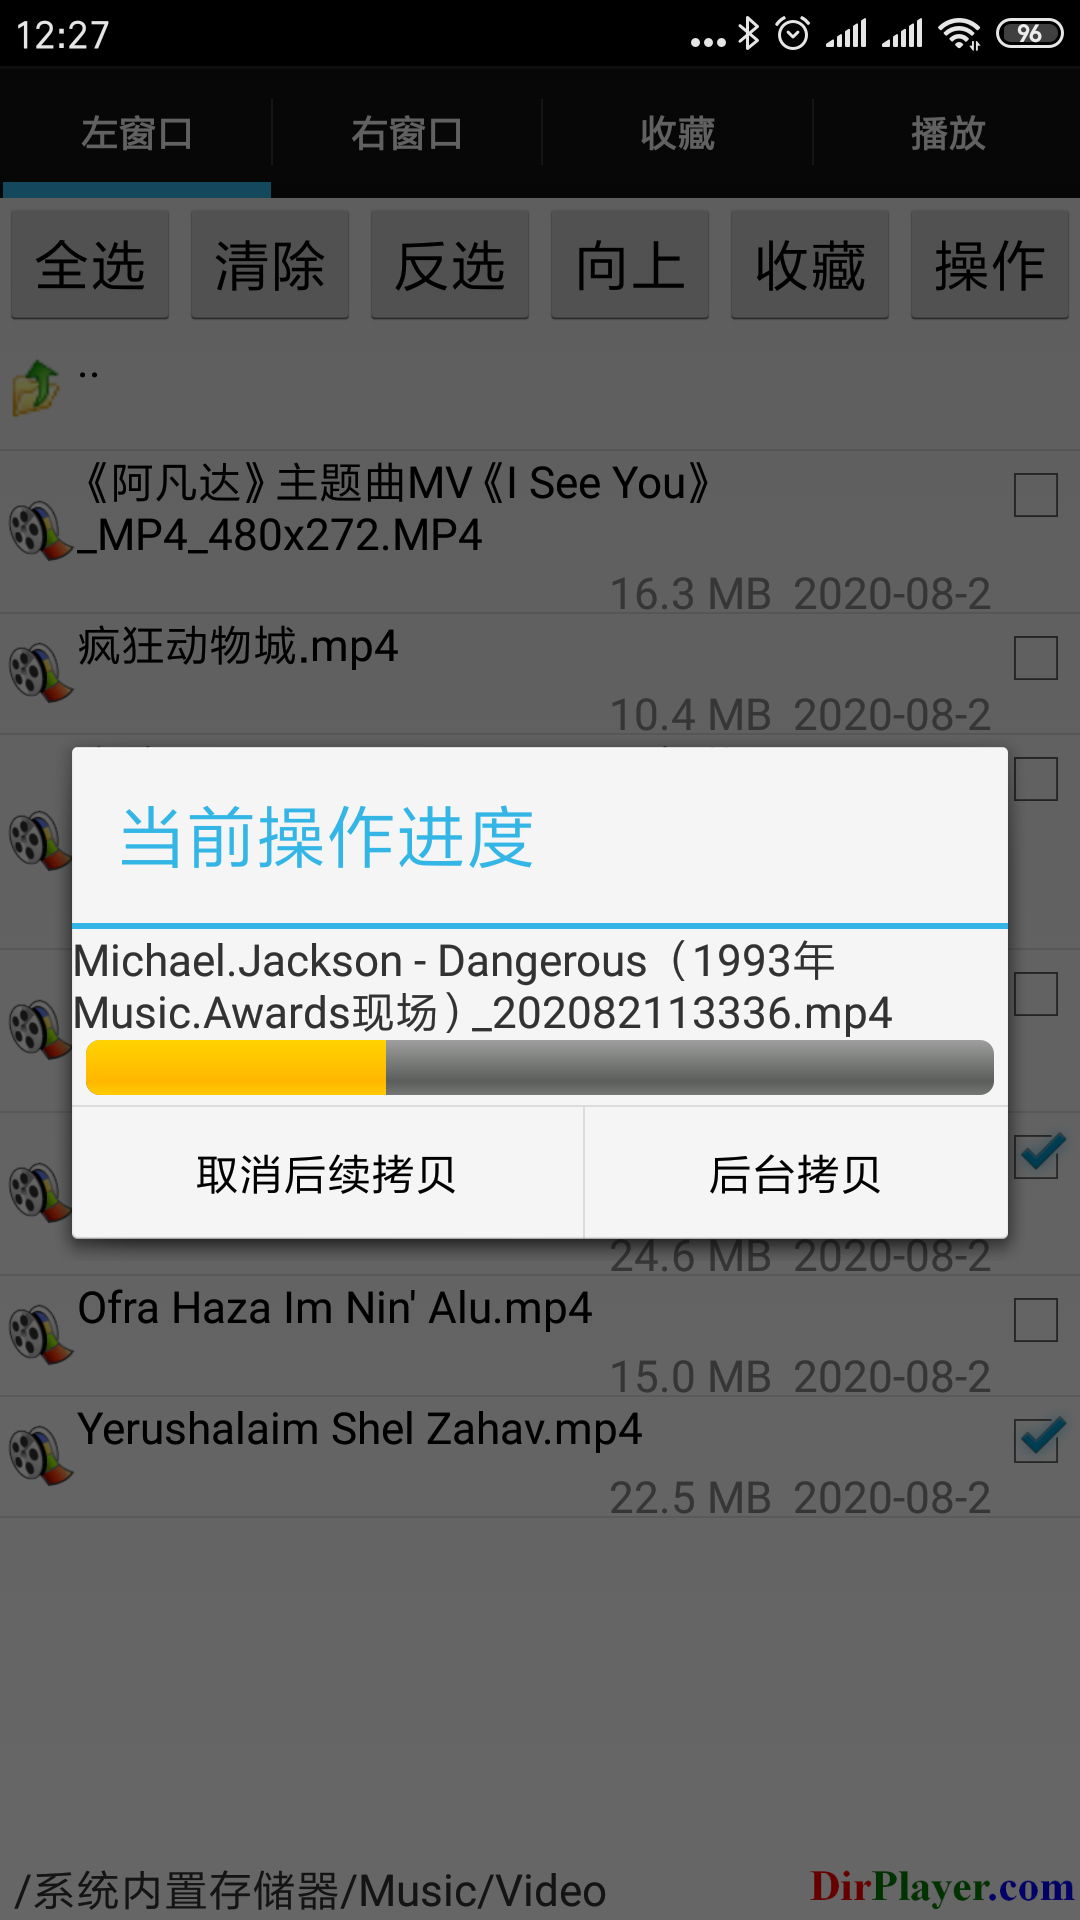 12:27
96
左窗口 右窗口 收藏 播放
全选 清除 反选 向上 收藏 操作
..
《阿凡达》主题曲MV《I See You》
_MP4_480x272.MP4
16.3 MB 2020-08-2
疯狂动物城.mp4
10.4 MB 2020-08-2
当前操作进度
Michael.Jackson - Dangerous（1993年
Music.Awards现场）_202082113336.mp4
取消后续拷贝 后台拷贝
24.6 MB 2020-08-2
Ofra Haza Im Nin' Alu.mp4
15.0 MB 2020-08-2
Yerushalaim Shel Zahav.mp4
22.5 MB 2020-08-2
/系统内置存储器/Music/Video
DirPlayer.com